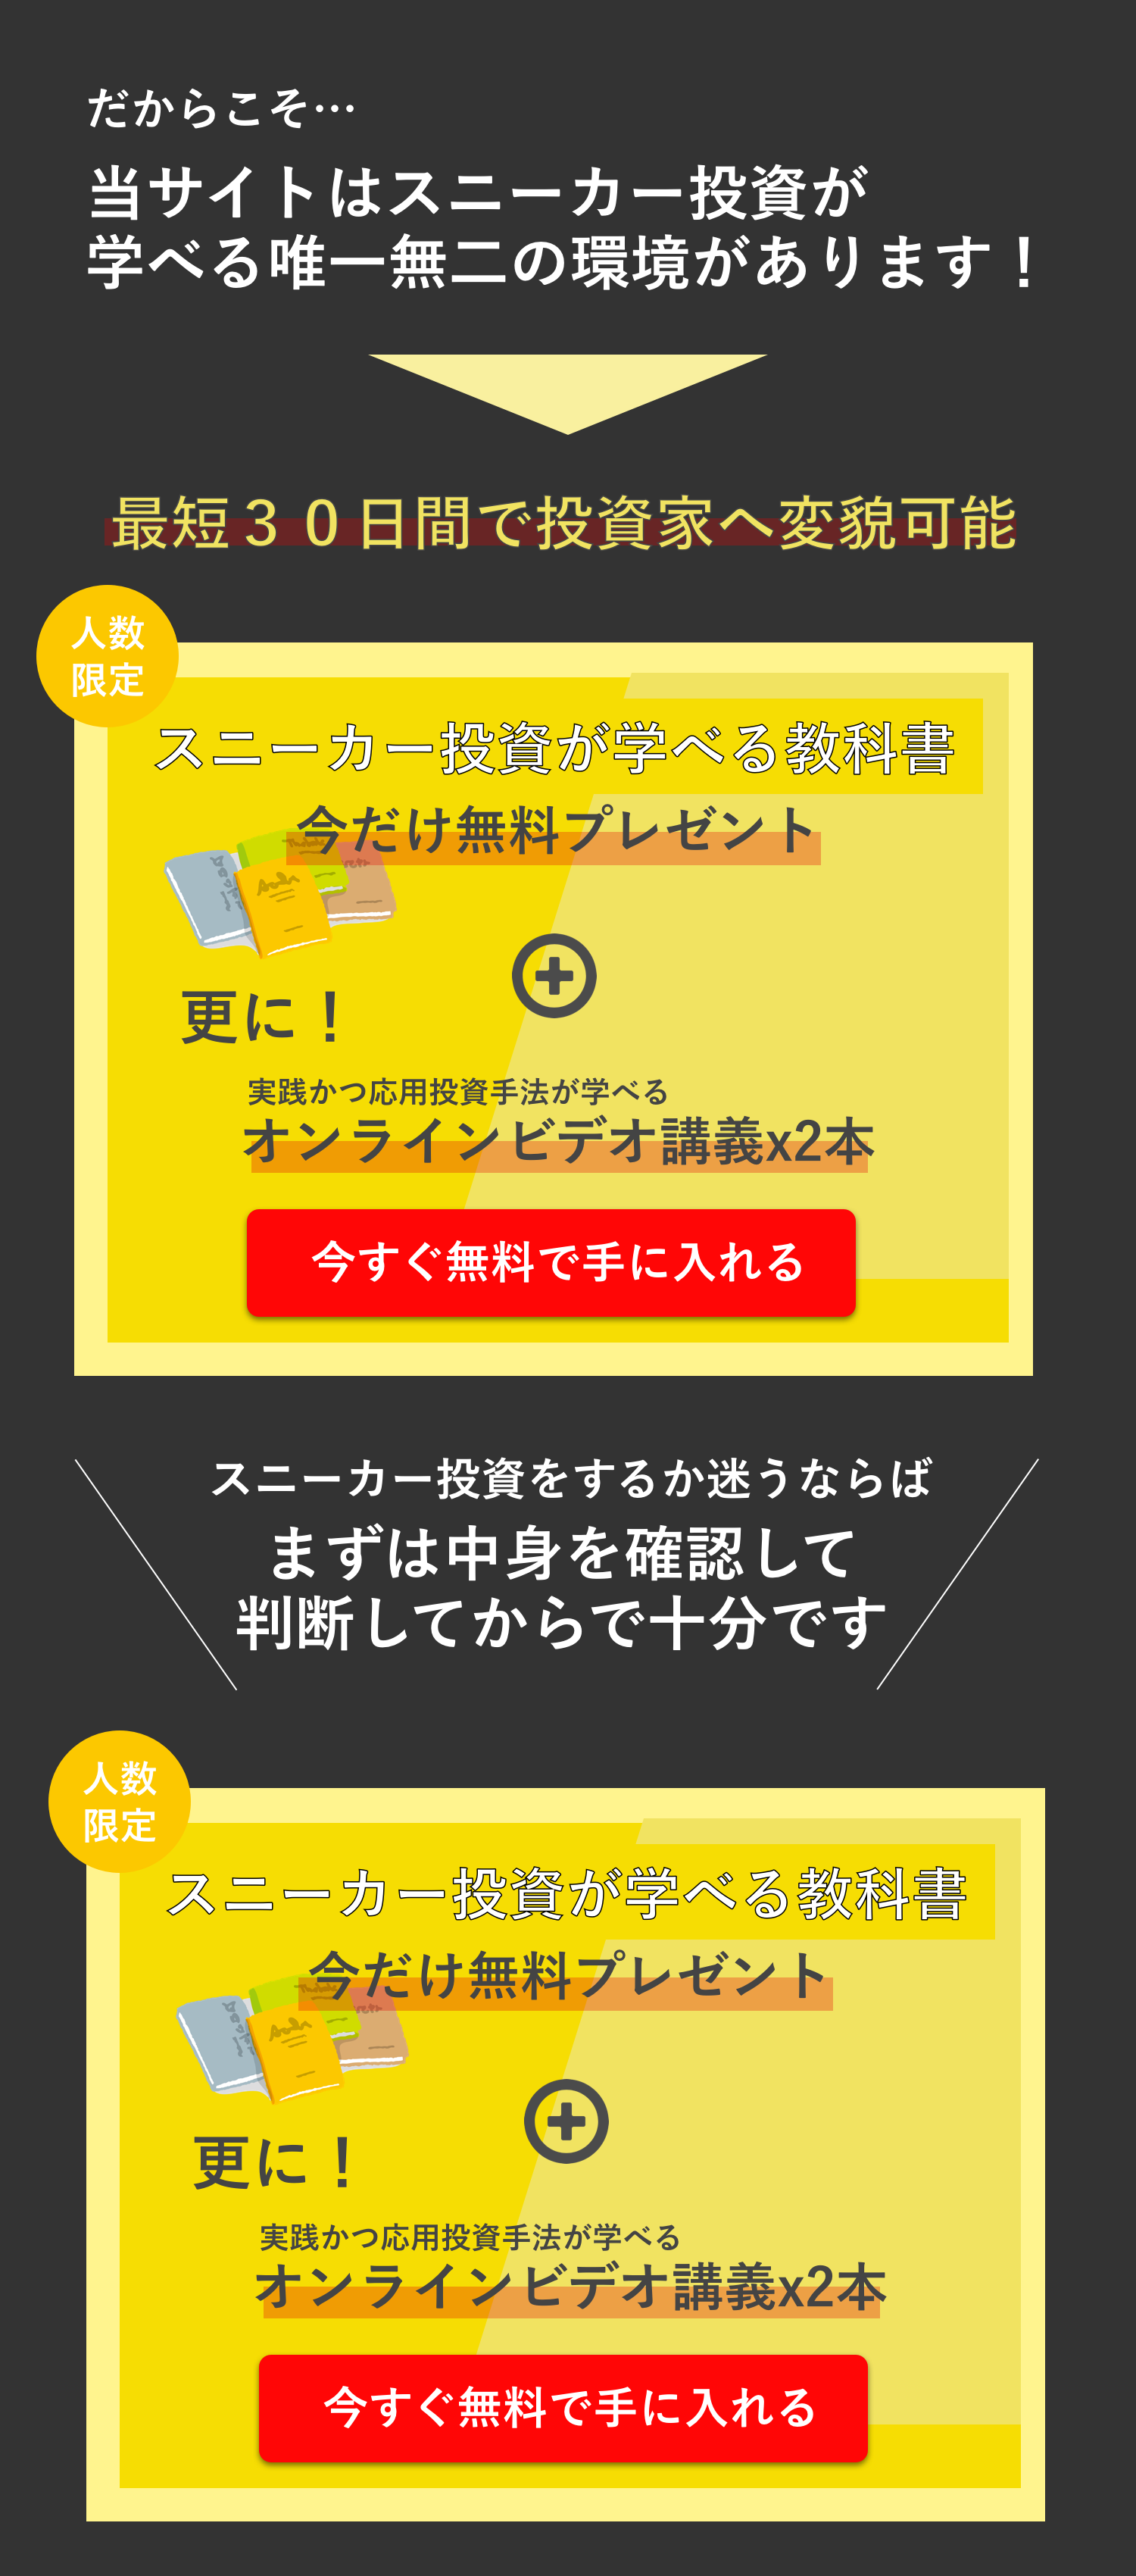 だからこそ…
当サイトはスニーカー投資が
学べる唯一無二の環境があります！
最短３０日間で投資家へ変貌可能
人数
限定
スニーカー投資が学べる教科書
今だけ無料プレゼント
更に！
実践かつ応用投資手法が学べる
オンラインビデオ講義x2本
今すぐ無料で手に入れる
スニーカー投資をするか迷うならば
まずは中身を確認して
判断してからで十分です
人数
限定
スニーカー投資が学べる教科書
今だけ無料プレゼント
更に！
実践かつ応用投資手法が学べる
オンラインビデオ講義x2本
今すぐ無料で手に入れる